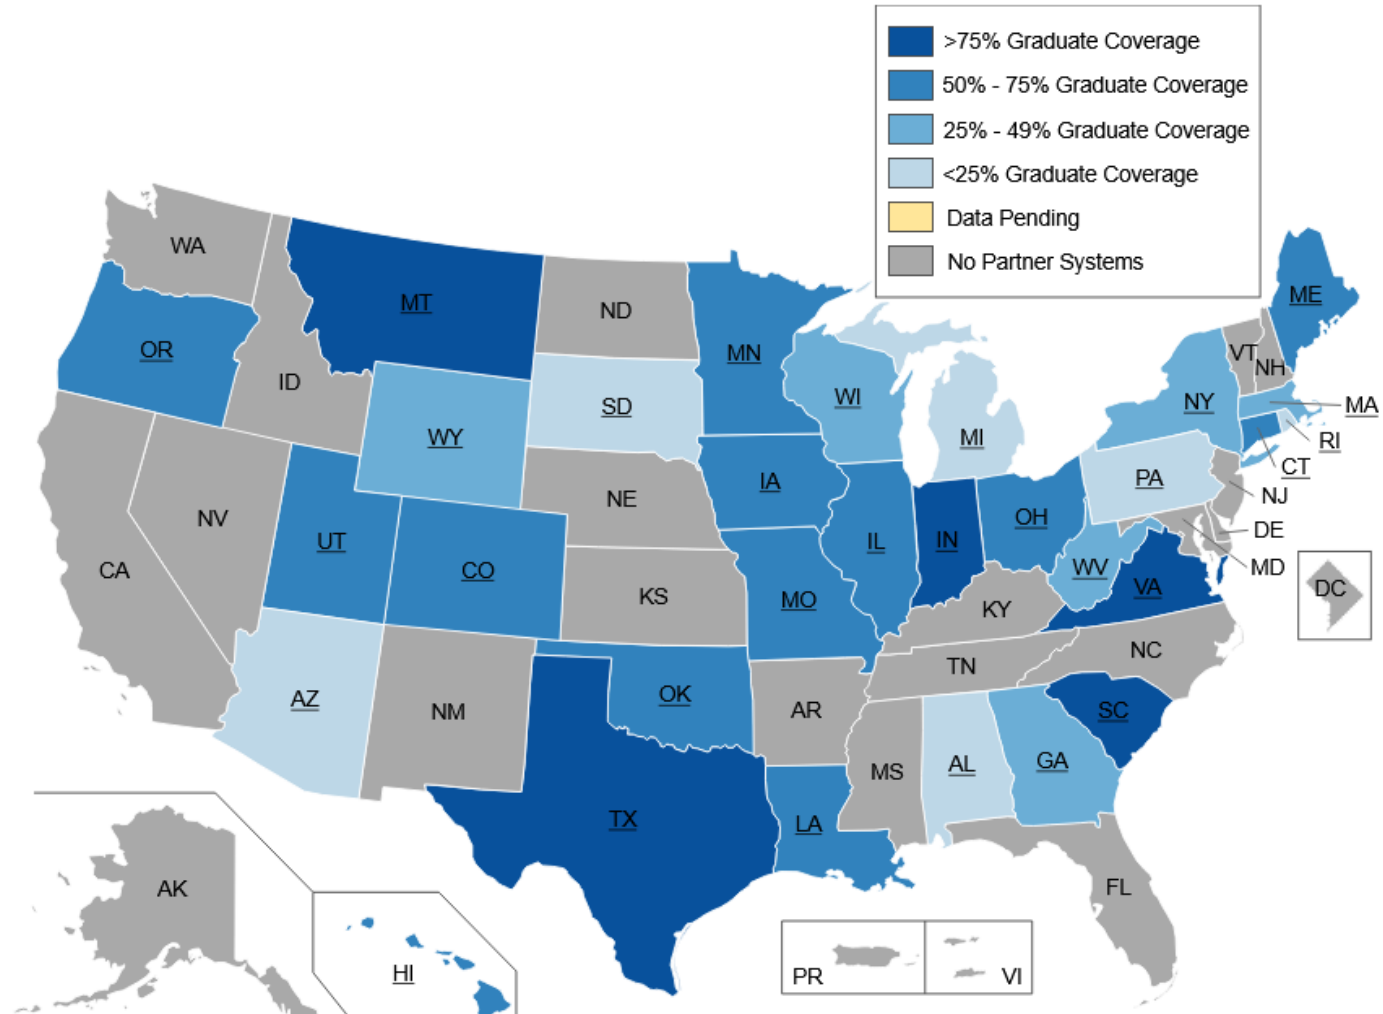 >75% Graduate Coverage
50% - 75% Graduate Coverage
25% - 49% Graduate Coverage
<25% Graduate Coverage
Data Pending
No Partner Systems
WA
MT
ND
MN
ME
OR
ID
SD
WI
VT
NH
WY
MI
NY
MA
RI
CT
NJ
DE
MD
DC
NV
UT
CO
NE
IA
IL
IN
OH
PA
WV
VA
CA
KS
MO
KY
NC
TN
AZ
NM
OK
AR
SC
MS
AL
GA
TX
LA
FL
AK
HI
PR
VI